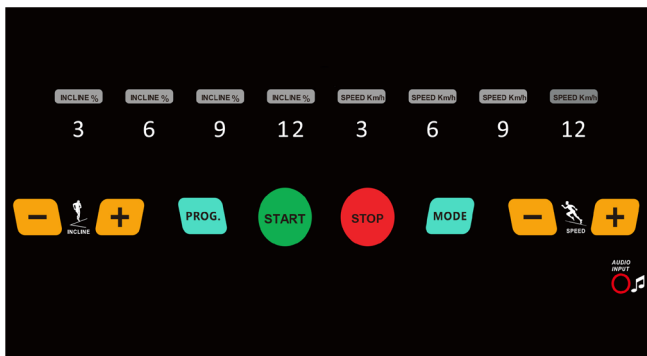 INCLINE % INCLINE % INCLINE % INCLINE % SPEED Km/h SPEED Km/h SPEED Km/h SPEED Km/h
3 6 9 12 3 6 9 12
− INCLINE + PROG. START STOP MODE − SPEED +
AUDIO
INPUT